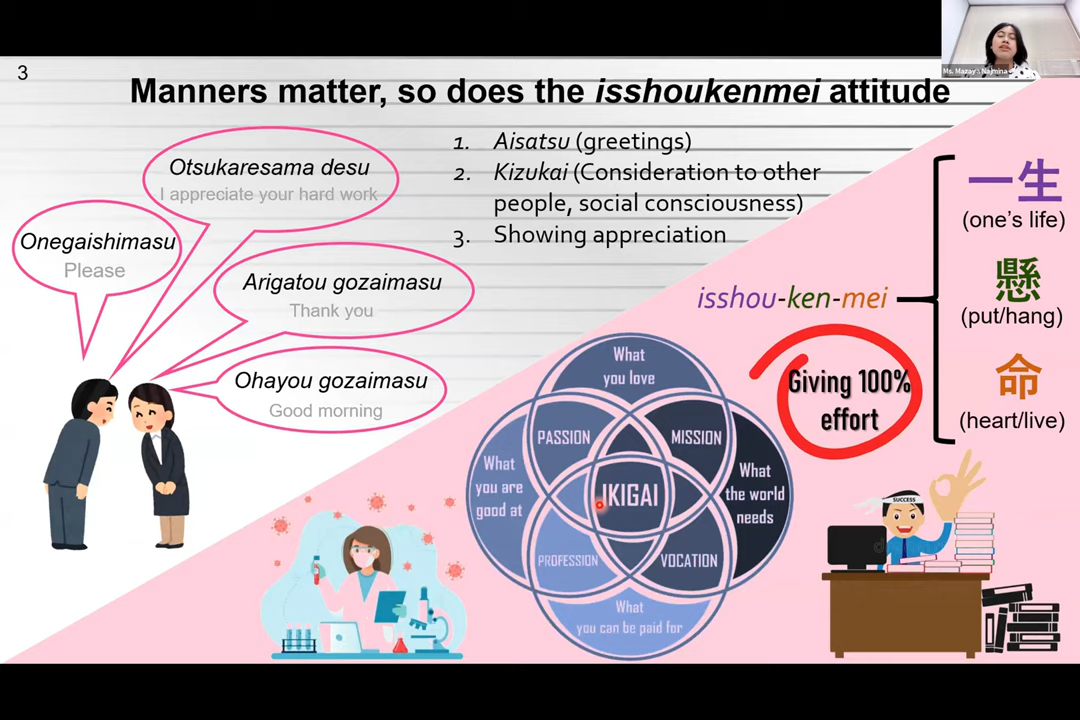 3
Manners matter, so does the isshoukenmei attitude
Otsukaresama desu
I appreciate your hard work
Onegaishimasu
Please
Arigatou gozaimasu
Thank you
Ohayou gozaimasu
Good morning
1. Aisatsu (greetings)
2. Kizukai (Consideration to other
people, social consciousness)
3. Showing appreciation
isshou-ken-mei
一生
(one's life)
懸
(put/hang)
命
(heart/live)
Giving 100%
effort
What
you love
PASSION
MISSION
What
you are
good at
IKIGAI
What
the world
needs
PROFESSION
VOCATION
What
you can be paid for
SUCCESS
Ms. Mazay's Najmina